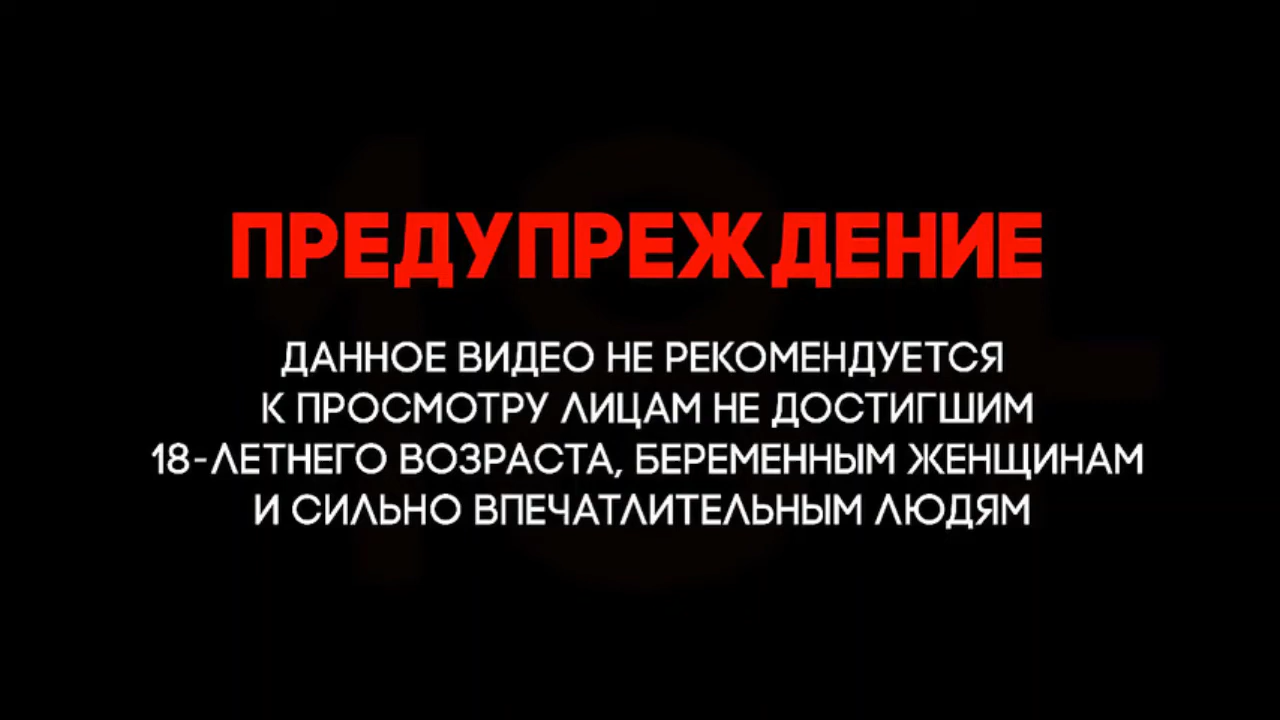 ПРЕДУПРЕЖДЕНИЕ
ДАННОЕ ВИДЕО НЕ РЕКОМЕНДУЕТСЯ
К ПРОСМОТРУ ЛИЦАМ НЕ ДОСТИГШИМ
18-ЛЕТНЕГО ВОЗРАСТА, БЕРЕМЕННЫМ ЖЕНЩИНАМ
И СИЛЬНО ВПЕЧАТЛИТЕЛЬНЫМ ЛЮДЯМ